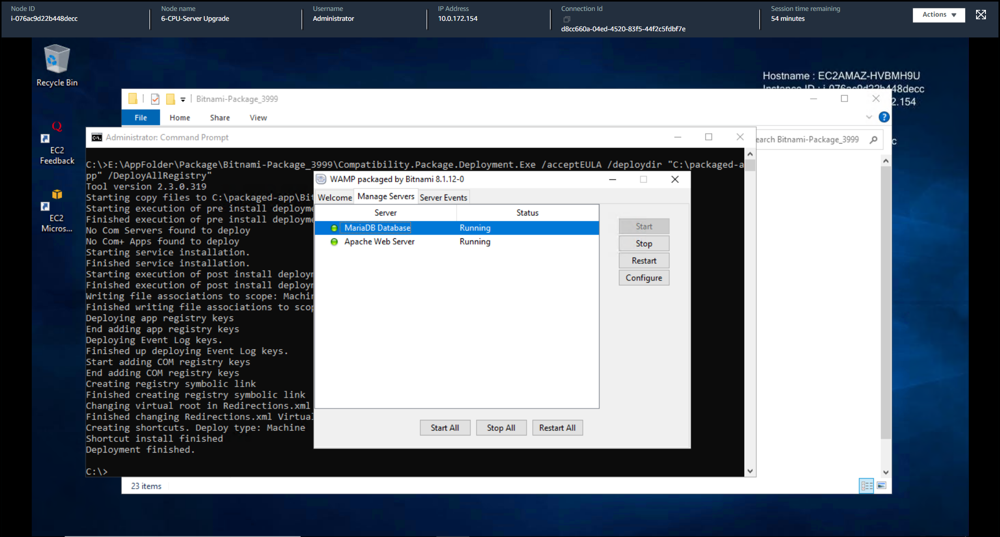 Node ID
i-076ac9d22b448decc
Node name
6-CPU-Server Upgrade
Username
Administrator
IP Address
10.0.172.154
Connection Id
d8cc660a-04ed-4520-83f5-44f2c5fdbf7e
Session time remaining
54 minutes
Actions
Recycle Bin
EC2
Feedback
EC2
Micros...
Hostname : EC2AMAZ-HVBMH9U
Instance ID : i-076ac9d22b448decc
2.154
c
Bitnami-Package_3999
File Home Share View
?
earch Bitnami-Package_3999
Administrator: Command Prompt
C:\>E:\AppFolder\Package\Bitnami-Package_3999\Compatibility.Package.Deployment.Exe /acceptEULA /deploydir "C:\packaged-a
pp" /DeployAllRegistry"
Tool version 2.3.0.319
Starting copy files to C:\packaged-app\Bit
Starting execution of pre install deployme
Finished execution of pre install deployme
No Com Servers found to deploy
No Com+ Apps found to deploy
Starting service installation.
Finished service installation.
Starting execution of post install deploym
Finished execution of post install deploym
Writing file associations to scope: Machin
Finished writing file associations to scop
Deploying app registry keys
End adding app registry keys
Deploying Event Log keys.
Finished up deploying Event Log keys.
Start adding COM registry keys
End adding COM registry keys
Creating registry symbolic link
Finished creating registry symbolic link
Changing virtual root in Redirections.xml
Finished changing Redirections.xml Virtual
Creating shortcuts. Deploy type: Machine
Shortcut install finished
Deployment finished.
C:\>
WAMP packaged by Bitnami 8.1.12-0
Welcome Manage Servers Server Events
Server Status
MariaDB Database Running
Apache Web Server Running
Start
Stop
Restart
Configure
Start All Stop All Restart All
23 items